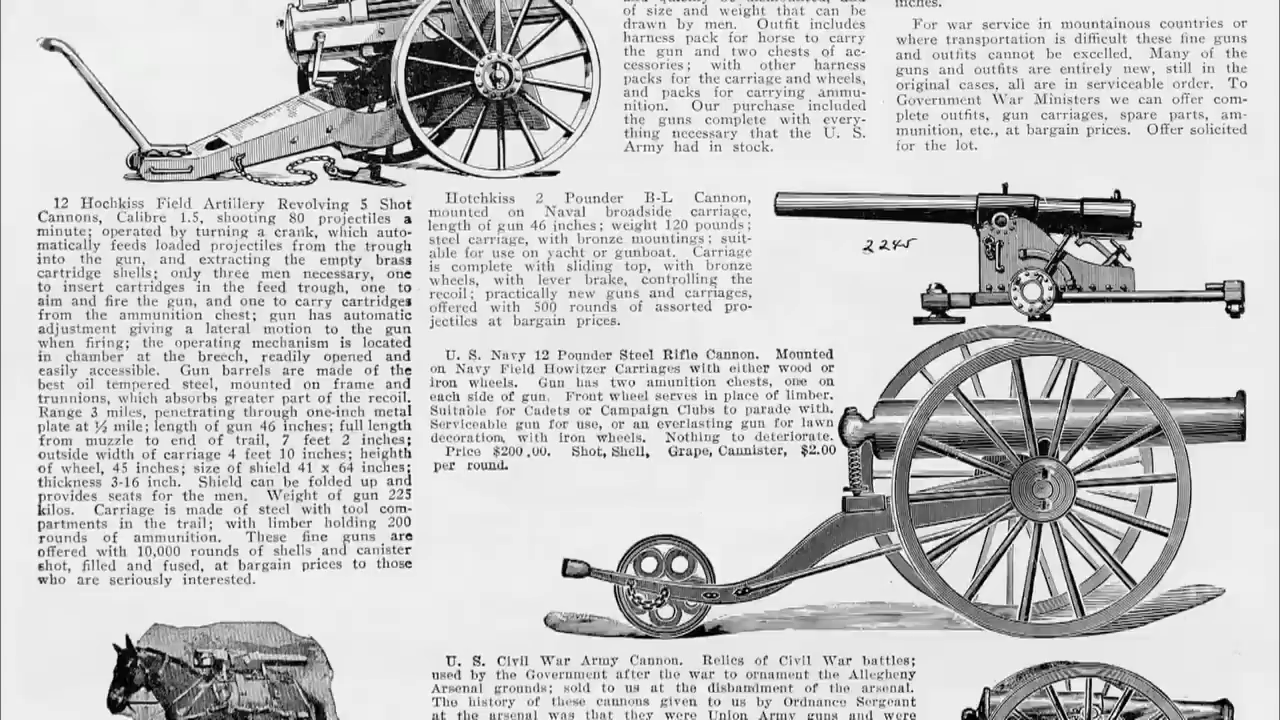 and quickly be dismounted, and
of size and weight that can be
drawn by men. Outfit includes
harness pack for horse to carry
the gun and two chests of ac-
cessories; with other harness
packs for the carriage and wheels,
and packs for carrying ammu-
nition. Our purchase included
the guns complete with every-
thing necessary that the U. S.
Army had in stock.
inches.
For war service in mountainous countries or
where transportation is difficult these fine guns
and outfits cannot be excelled. Many of the
guns and outfits are entirely new, still in the
original cases, all are in serviceable order. To
Government War Ministers we can offer com-
plete outfits, gun carriages, spare parts, am-
munition, etc., at bargain prices. Offer solicited
for the lot.
12 Hochkiss Field Artillery Revolving 5 Shot
Cannons, Calibre 1.5, shooting 80 projectiles a
minute; operated by turning a crank, which auto-
matically feeds loaded projectiles from the trough
into the gun, and extracting the empty brass
cartridge shells; only three men necessary, one
to insert cartridges in the feed trough, one to
aim and fire the gun, and one to carry cartridges
from the ammunition chest; gun has automatic
adjustment giving a lateral motion to the gun
when firing; the operating mechanism is located
in chamber at the breech, readily opened and
easily accessible. Gun barrels are made of the
best oil tempered steel, mounted on frame and
trunnions, which absorbs greater part of the recoil.
Range 3 miles, penetrating through one-inch metal
plate at ½ mile; length of gun 46 inches; full length
from muzzle to end of trail, 7 feet 2 inches;
outside width of carriage 4 feet 10 inches; heighth
of wheel, 45 inches; size of shield 41 x 64 inches;
thickness 3-16 inch. Shield can be folded up and
provides seats for the men. Weight of gun 225
kilos. Carriage is made of steel with tool com-
partments in the trail; with limber holding 200
rounds of ammunition. These fine guns are
offered with 10,000 rounds of shells and canister
shot, filled and fused, at bargain prices to those
who are seriously interested.
Hotchkiss 2 Pounder B-L Cannon,
mounted on Naval broadside carriage,
length of gun 46 inches; weight 120 pounds;
steel carriage, with bronze mountings; suit-
able for use on yacht or gunboat. Carriage
is complete with sliding top, with bronze
wheels, with lever brake, controlling the
recoil; practically new guns and carriages,
offered with 500 rounds of assorted pro-
jectiles at bargain prices.
2245
U. S. Navy 12 Pounder Steel Rifle Cannon. Mounted
on Navy Field Howitzer Carriages with either wood or
iron wheels. Gun has two amunition chests, one on
each side of gun. Front wheel serves in place of limber.
Suitable for Cadets or Campaign Clubs to parade with.
Serviceable gun for use, or an everlasting gun for lawn
decoration, with iron wheels. Nothing to deteriorate.
Price $200.00. Shot, Shell, Grape, Cannister, $2.00
per round.
U. S. Civil War Army Cannon. Relics of Civil War battles;
used by the Government after the war to ornament the Allegheny
Arsenal grounds; sold to us at the disbandment of the arsenal.
The history of these cannons given to us by Ordnance Sergeant
at the arsenal was that they were Union Army guns and were